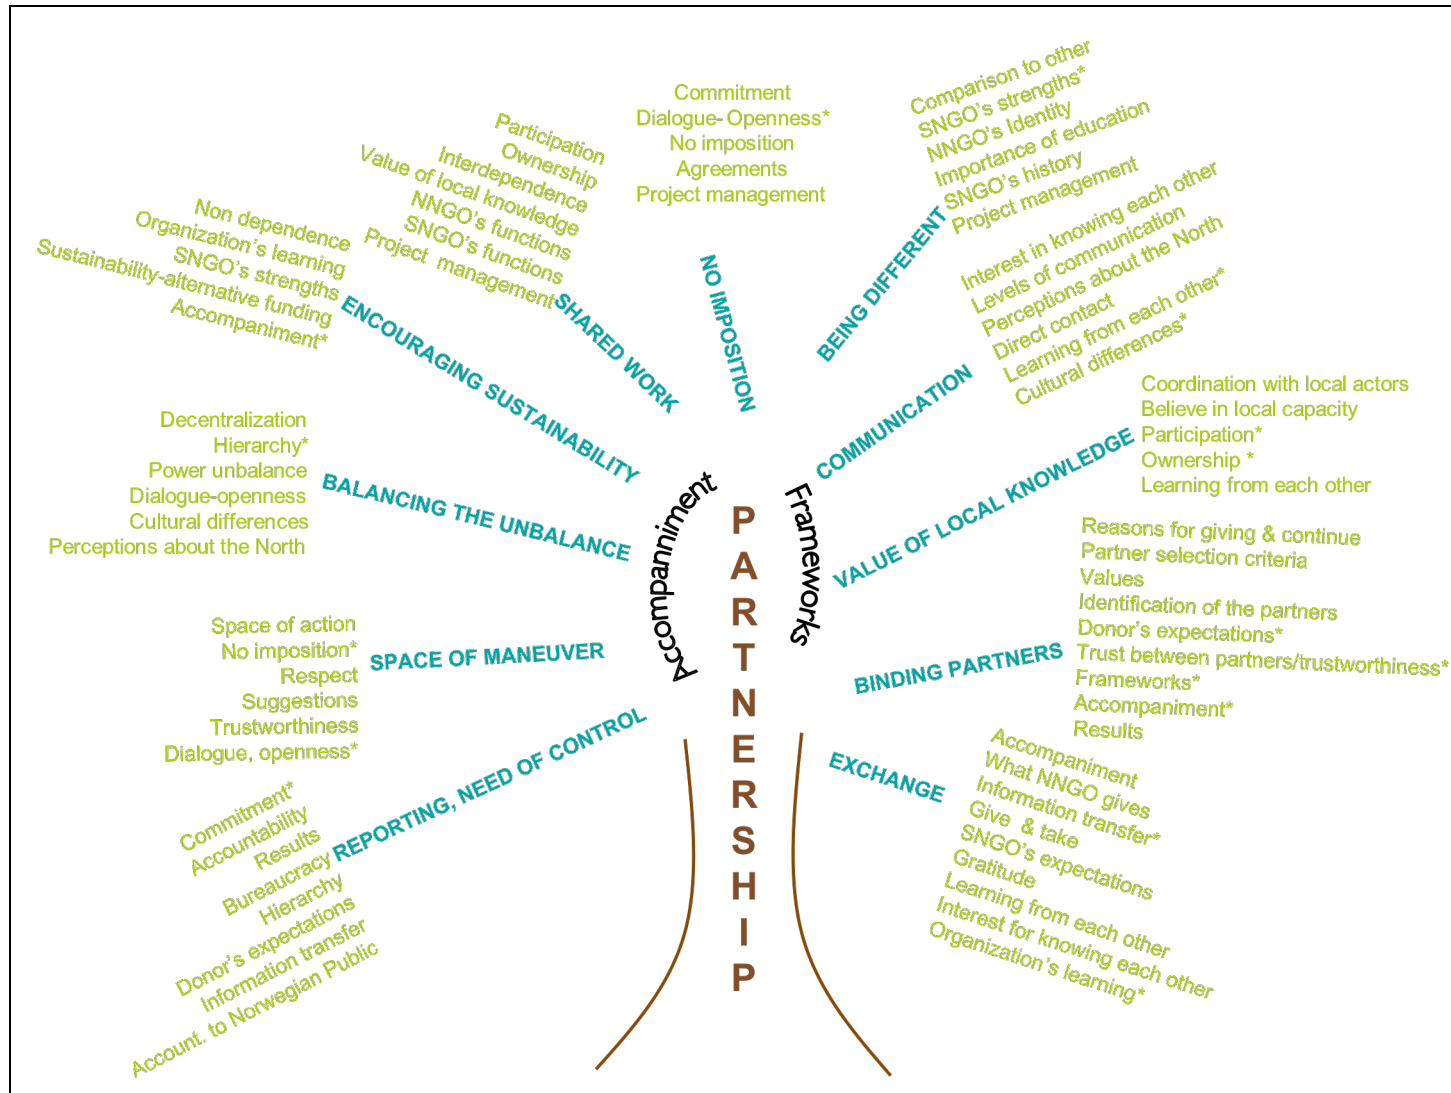 Commitment
Dialogue- Openness*
No imposition
Agreements
Project management
NO IMPOSITION
Comparison to other
SNGO's strengths*
NNGO's Identity
Importance of education
SNGO's history
Project management
BEING DIFFERENT
Interest in knowing each other
Levels of communication
Perceptions about the North
Direct contact
Learning from each other*
Cultural differences*
COMMUNICATION
Coordination with local actors
Believe in local capacity
Participation*
Ownership *
Learning from each other
VALUE OF LOCAL KNOWLEDGE
Reasons for giving & continue
Partner selection criteria
Values
Identification of the partners
Donor's expectations*
Trust between partners/trustworthiness*
Frameworks*
Accompaniment*
Results
BINDING PARTNERS
Accompaniment
What NNGO gives
Information transfer*
Give & take
SNGO's expectations
Gratitude
Learning from each other
Interest for knowing each other
Organization's learning*
EXCHANGE
Participation
Ownership
Interdependence
Value of local knowledge
NNGO's functions
SNGO's functions
Project management
SHARED WORK
Non dependence
Organization's learning
SNGO's strengths
Sustainability-alternative funding
Accompaniment*
ENCOURAGING SUSTAINABILITY
Decentralization
Hierarchy*
Power unbalance
Dialogue-openness
Cultural differences
Perceptions about the North
BALANCING THE UNBALANCE
Space of action
No imposition*
Respect
Suggestions
Trustworthiness
Dialogue, openness*
SPACE OF MANEUVER
Commitment*
Accountability
Results
Bureaucracy
Hierarchy
Donor's expectations
Information transfer
Account. to Norwegian Public
REPORTING, NEED OF CONTROL
Accompanniment
Frameworks
PARTNERSHIP